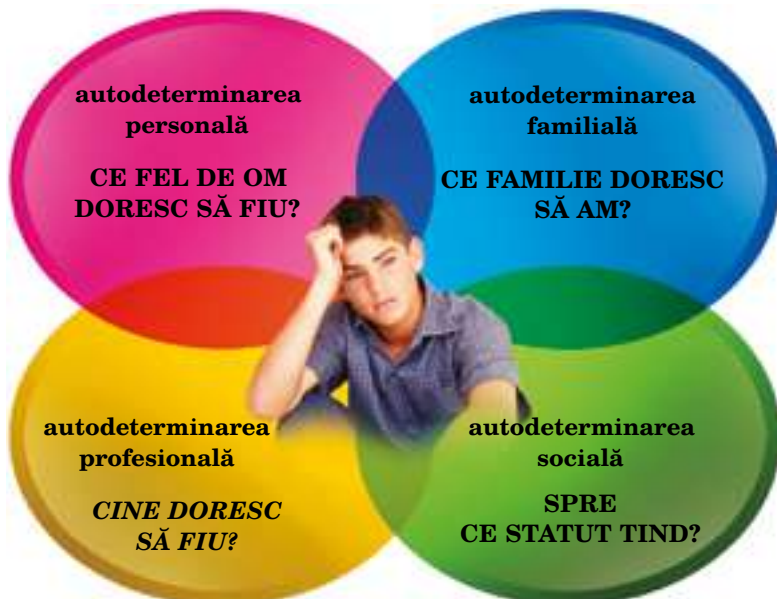 autodeterminarea
personală
CE FEL DE OM
DORESC SĂ FIU?
autodeterminarea
familială
CE FAMILIE DORESC
SĂ AM?
autodeterminarea
profesională
CINE DORESC
SĂ FIU?
autodeterminarea
socială
SPRE
CE STATUT TIND?